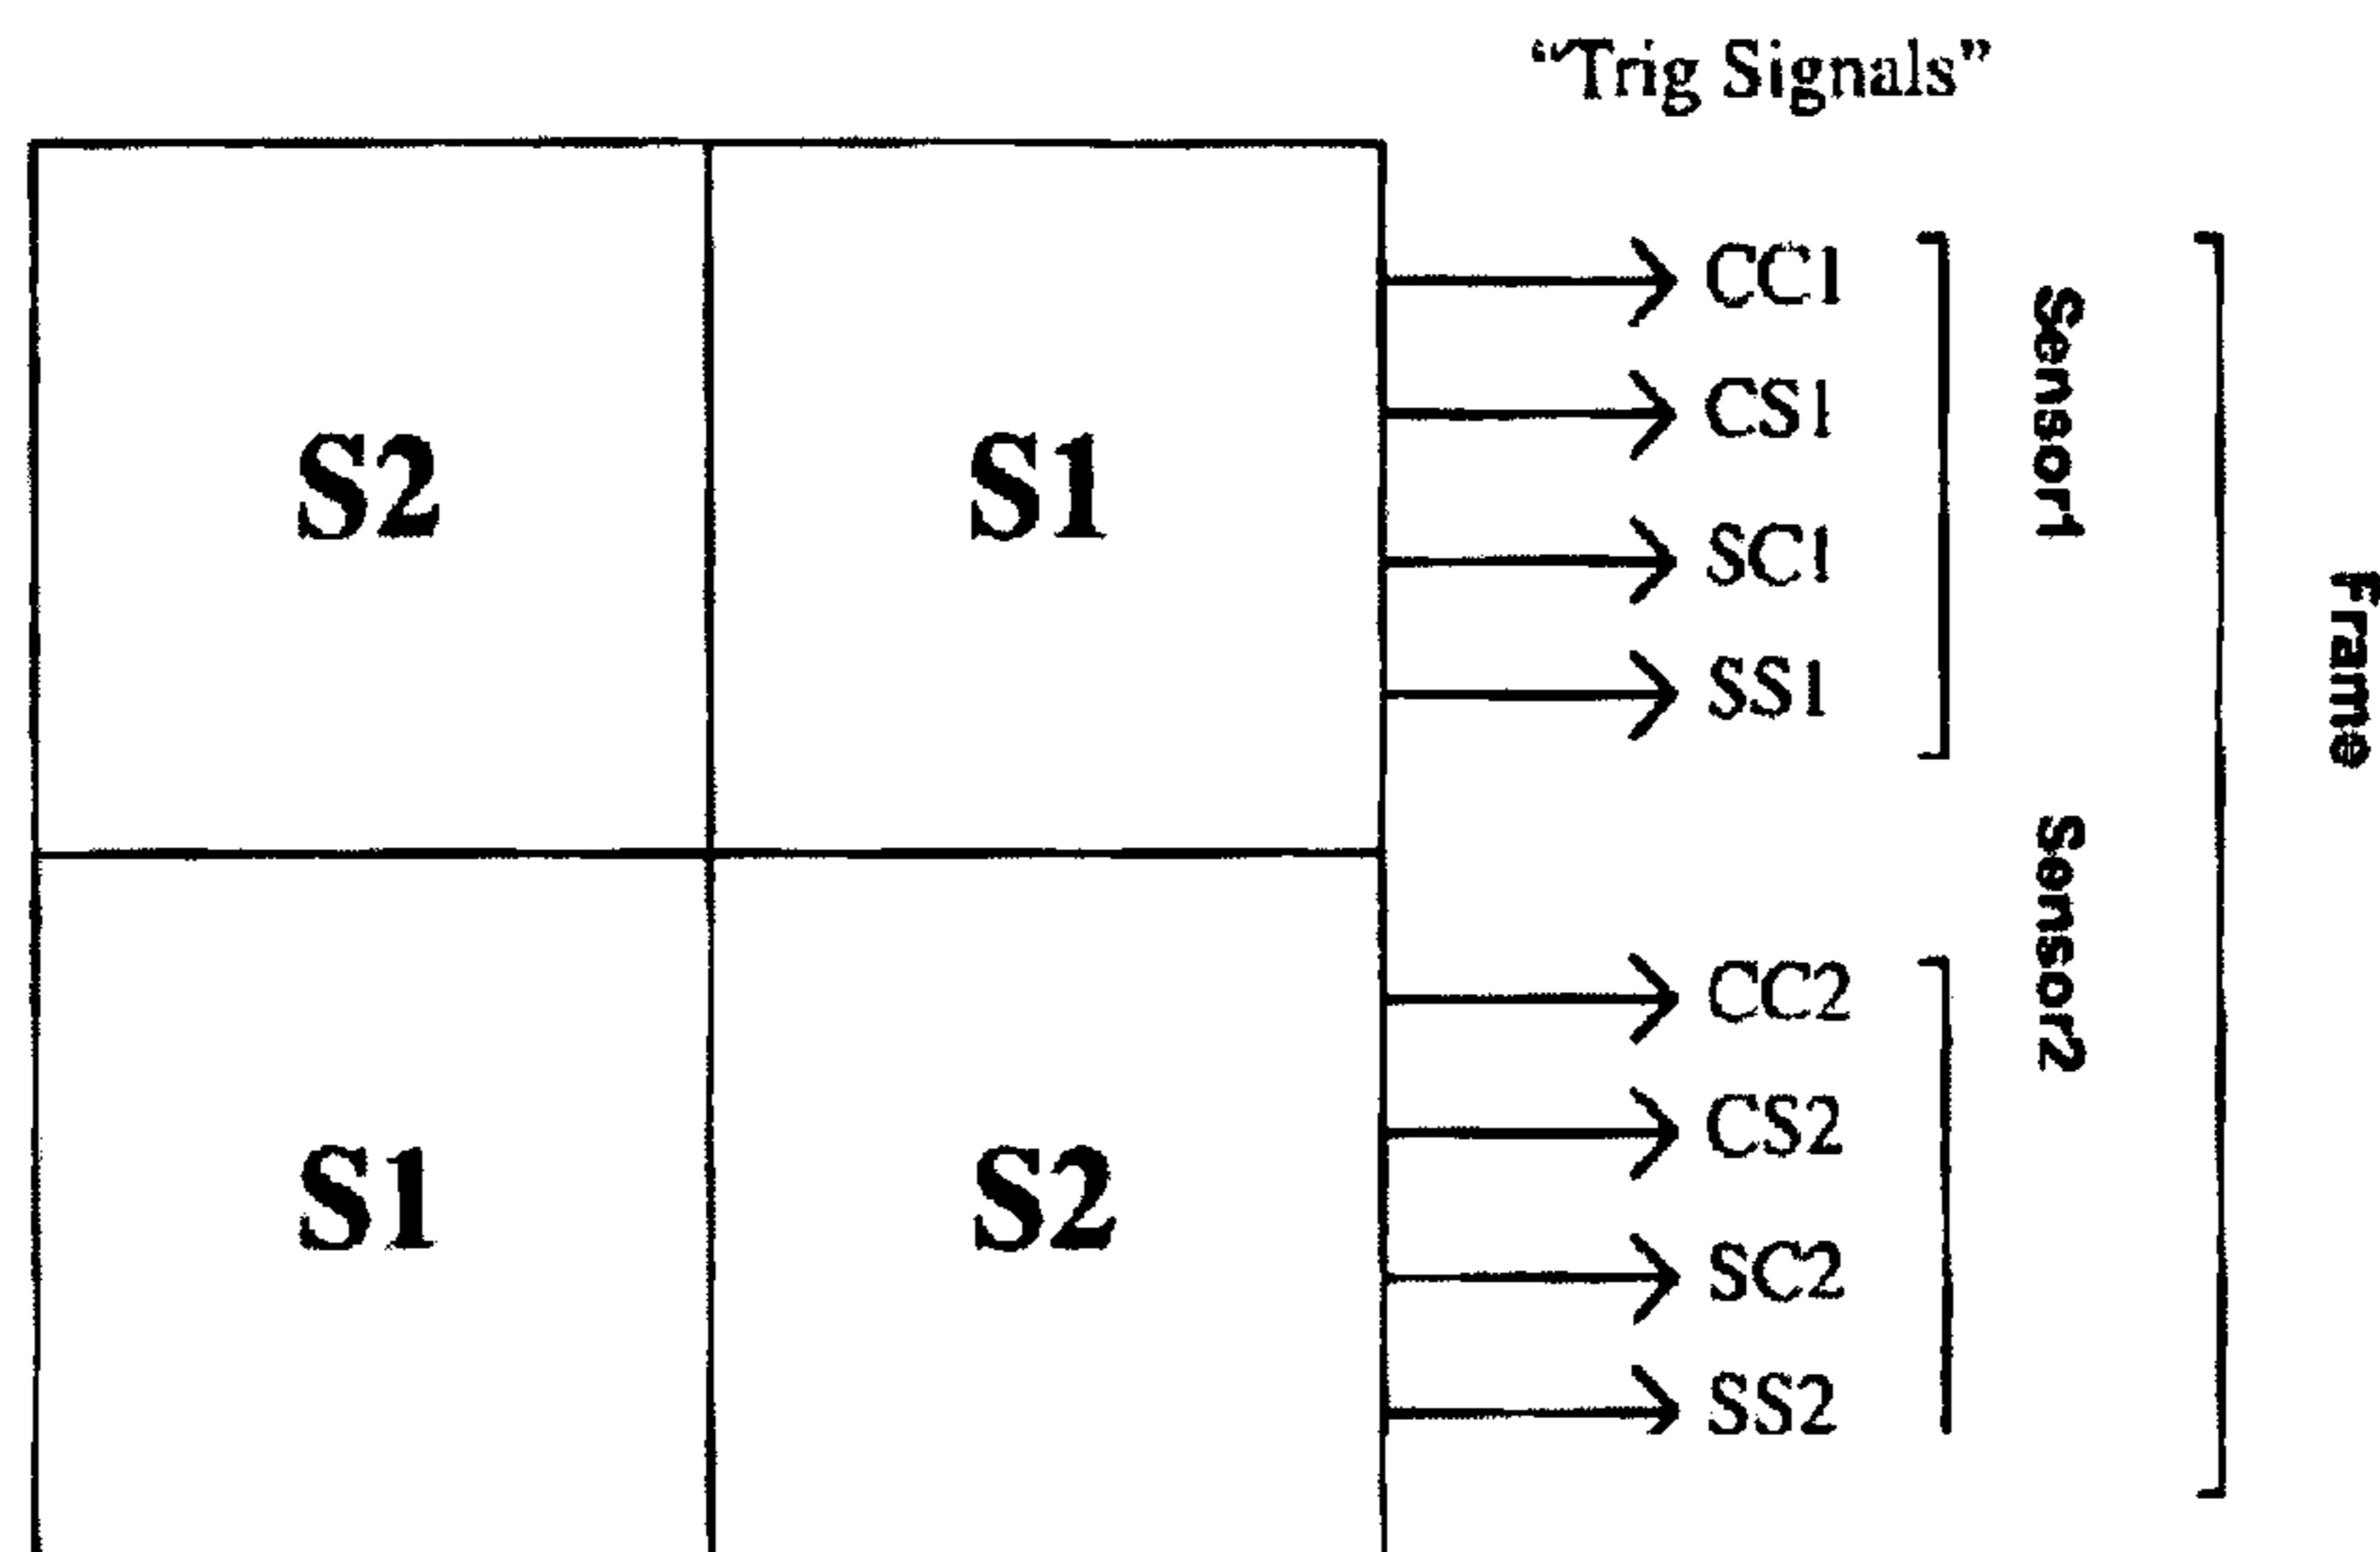 “Trig Signals”
S2
S1
CC1
CS1
SC1
SS1
Sensor1
Frame
S1
S2
CC2
CS2
SC2
SS2
Sensor2